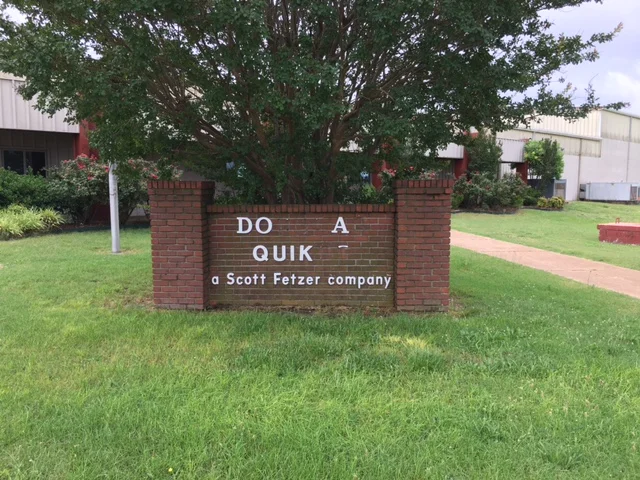 DO A
QUIK
a Scott Fetzer company